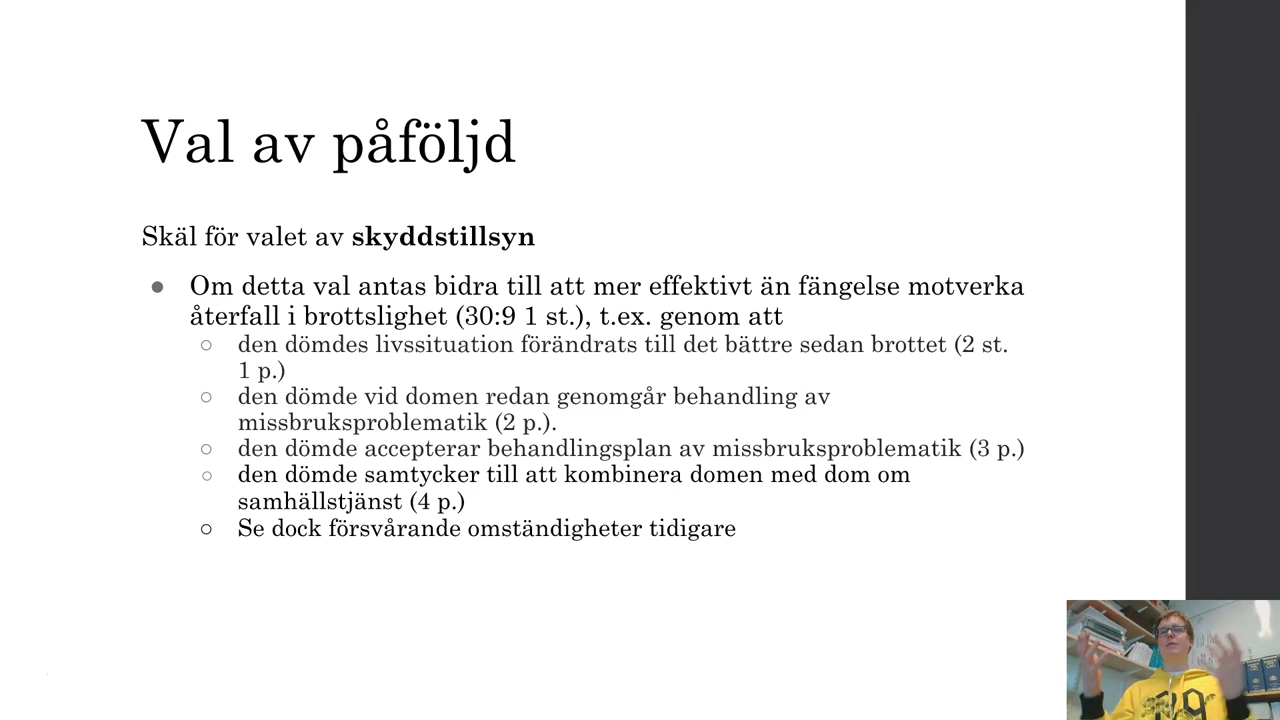 Val av påföljd
Skäl för valet av skyddstillsyn
● Om detta val antas bidra till att mer effektivt än fängelse motverka
återfall i brottslighet (30:9 1 st.), t.ex. genom att
○ den dömdes livssituation förändrats till det bättre sedan brottet (2 st.
1 p.)
○ den dömde vid domen redan genomgår behandling av
missbruksproblematik (2 p.).
○ den dömde accepterar behandlingsplan av missbruksproblematik (3 p.)
○ den dömde samtycker till att kombinera domen med dom om
samhällstjänst (4 p.)
○ Se dock försvårande omständigheter tidigare